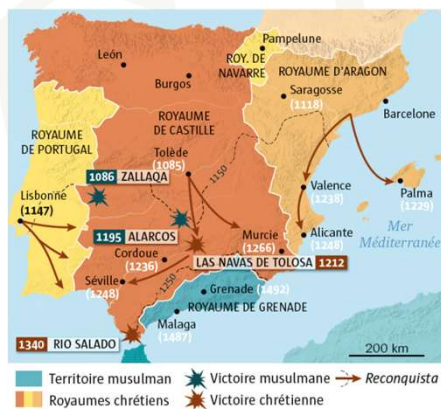 Pampelune
León
ROY. DE
NAVARRE
Burgos
ROYAUME D'ARAGON
Saragosse
(1118)
Barcelone
ROYAUME
DE CASTILLE
ROYAUME
DE PORTUGAL
Tolède
(1085)
1150
1086 ZALLAQA
Lisbonne
(1147)
Valence
(1238)
Palma
(1229)
1195 ALARCOS
Murcie
(1266)
Alicante
(1248)
Mer
Méditerranée
Cordoue
(1236)
LAS NAVAS DE TOLOSA 1212
1250
Séville
(1248)
Grenade (1492)
ROYAUME DE GRENADE
Malaga
(1487)
1340 RIO SALADO
200 km
Territoire musulman
Victoire musulmane
Reconquista
Royaumes chrétiens
Victoire chrétienne